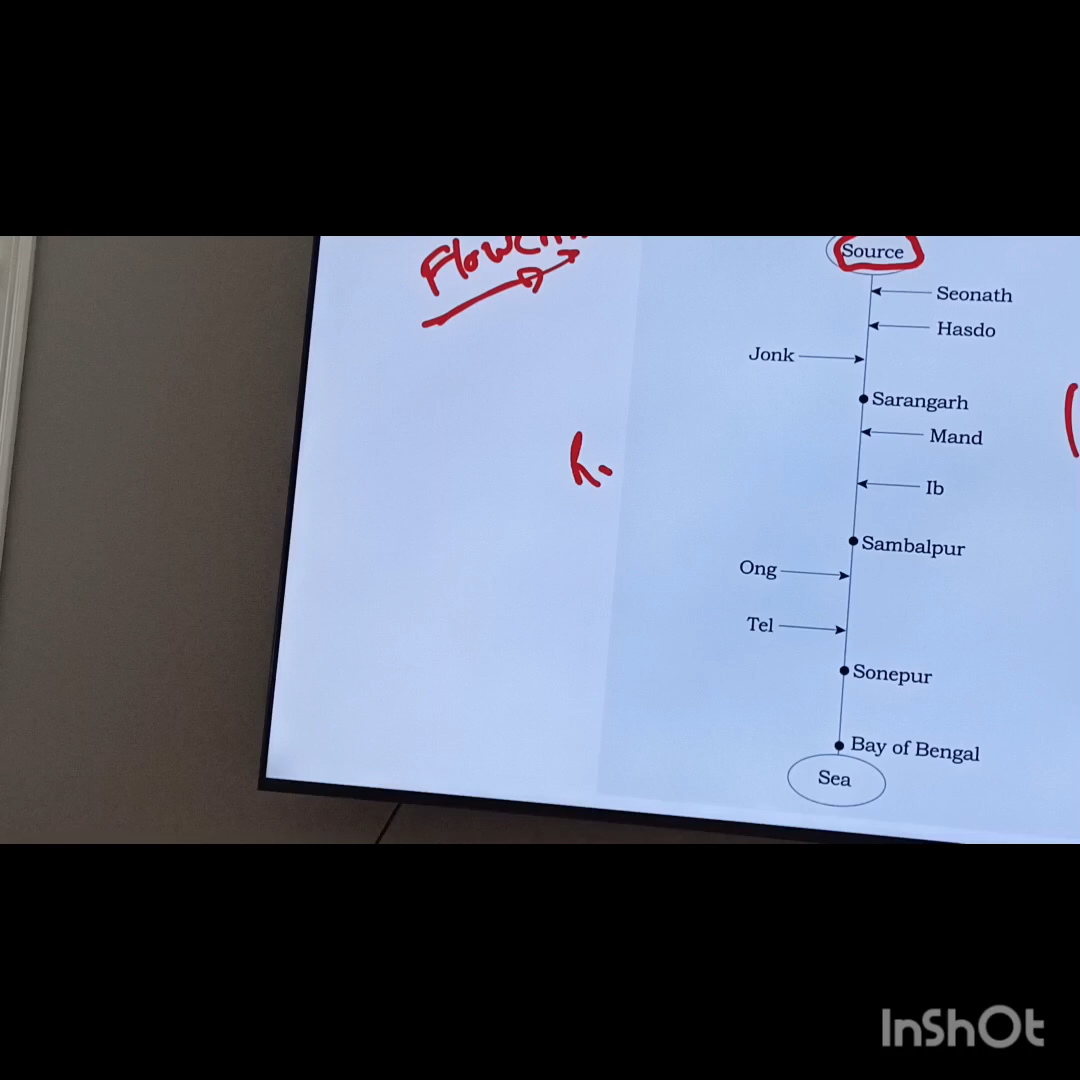 Source
Seonath
Hasdo
Jonk
Sarangarh
Mand
Ib
Sambalpur
Ong
Tel
Sonepur
Bay of Bengal
Sea
InShOt